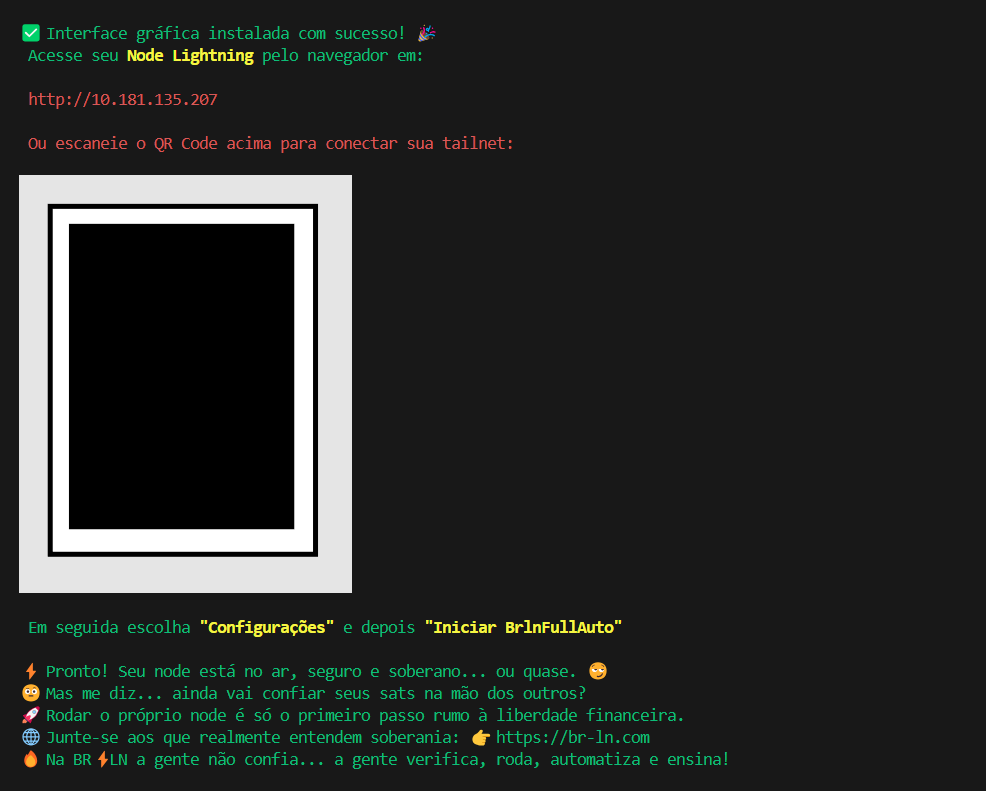 ✅ Interface gráfica instalada com sucesso! 🎉
Acesse seu Node Lightning pelo navegador em:
http://10.181.135.207
Ou escaneie o QR Code acima para conectar sua tailnet:
Em seguida escolha "Configurações" e depois "Iniciar BrlnFullAuto"
⚡ Pronto! Seu node está no ar, seguro e soberano... ou quase. 😏
😳 Mas me diz... ainda vai confiar seus sats na mão dos outros?
🚀 Rodar o próprio node é só o primeiro passo rumo à liberdade financeira.
🌐 Junte-se aos que realmente entendem soberania: 👉 https://br-ln.com
🔥 Na BR⚡LN a gente não confia... a gente verifica, roda, automatiza e ensina!